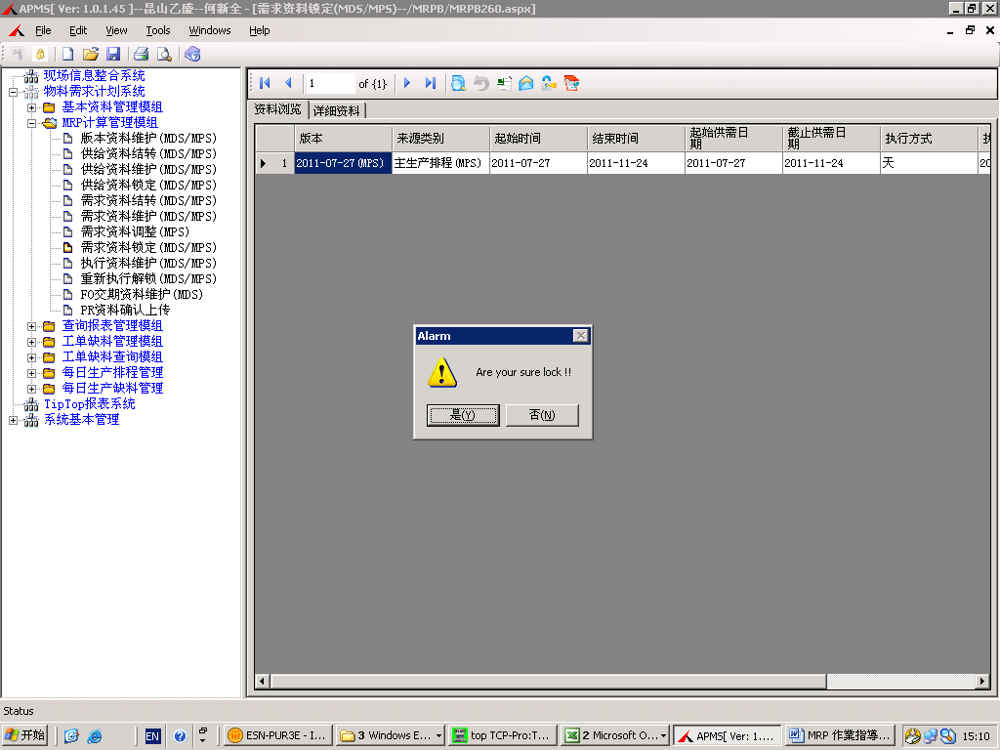 APMS[ Ver: 1.0.1.45 ]--昆山乙盛--何新全 - [需求资料锁定(MDS/MPS)--/MRPB/MRPB260.aspx]
File Edit View Tools Windows Help
现场信息整合系统
物料需求计划系统
基本资料管理模组
MRP计算管理模组
版本资料维护(MDS/MPS)
供给资料结转(MDS/MPS)
供给资料维护(MDS/MPS)
供给资料锁定(MDS/MPS)
需求资料结转(MDS/MPS)
需求资料维护(MDS/MPS)
需求资料调整(MPS)
需求资料锁定(MDS/MPS)
执行资料维护(MDS/MPS)
重新执行解锁(MDS/MPS)
FO交期资料维护(MDS)
PR资料确认上传
查询报表管理模组
工单缺料管理模组
工单缺料查询模组
每日生产排程管理
每日生产缺料管理
TipTop报表系统
系统基本管理
1 of {1}
资料浏览 详细资料
版本 来源类别 起始时间 结束时间 起始供需日期 截止供需日期 执行方式 执
1 2011-07-27(MPS) 主生产排程(MPS) 2011-07-27 2011-11-24 2011-07-27 2011-11-24 天 20
Alarm
Are your sure lock !!
是(Y) 否(N)
Status
开始 EN ESN-PUR3E - I... 3 Windows E... top TCP-Pro:T... 2 Microsoft O... APMS[ Ver: 1.... MRP 作業指導... 15:10